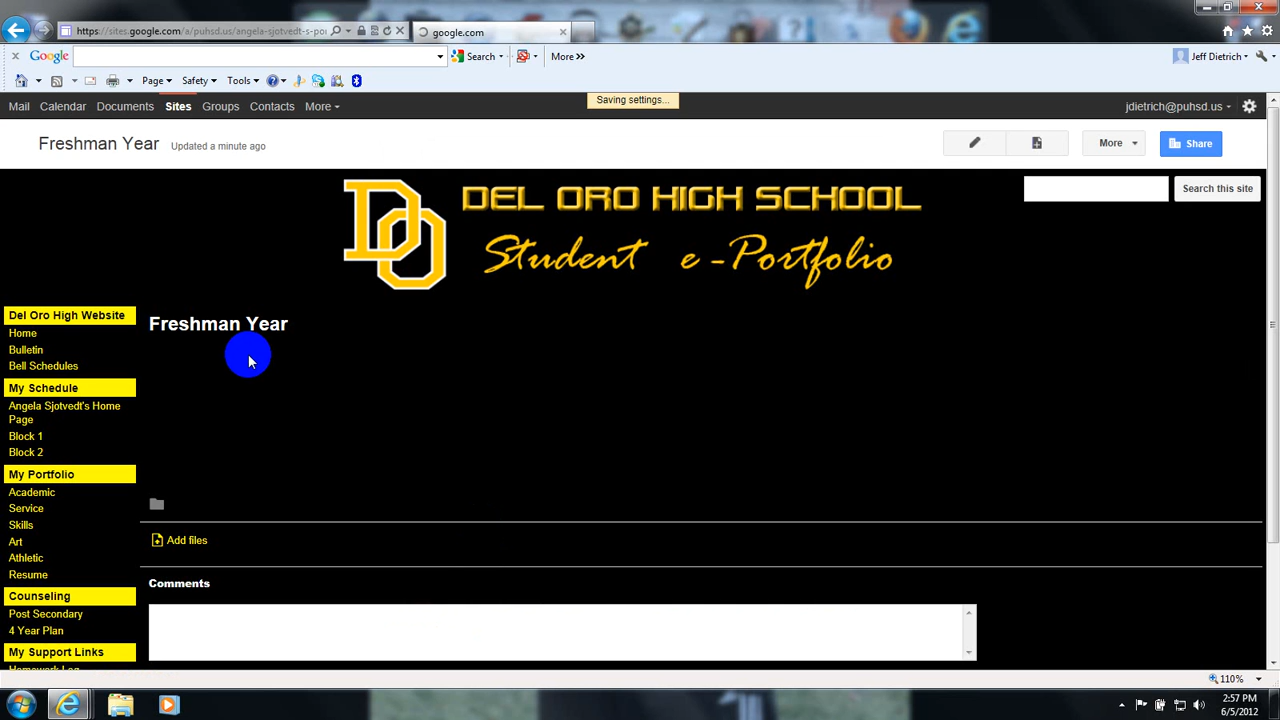 https://sites.google.com/a/puhsd.us/angela-sjotvedt-s-por
google.com
Google
Search
More »
Jeff Dietrich
Page
Safety
Tools
Mail
Calendar
Documents
Sites
Groups
Contacts
More
Saving settings...
jdietrich@puhsd.us
Freshman Year
Updated a minute ago
More
Share
DO
DEL ORO HIGH SCHOOL
Student e-Portfolio
Search this site
Del Oro High Website
Home
Bulletin
Bell Schedules
My Schedule
Angela Sjotvedt's Home
Page
Block 1
Block 2
My Portfolio
Academic
Service
Skills
Art
Athletic
Resume
Counseling
Post Secondary
4 Year Plan
My Support Links
Homework Log
Freshman Year
Add files
Comments
110%
2:57 PM
6/5/2012